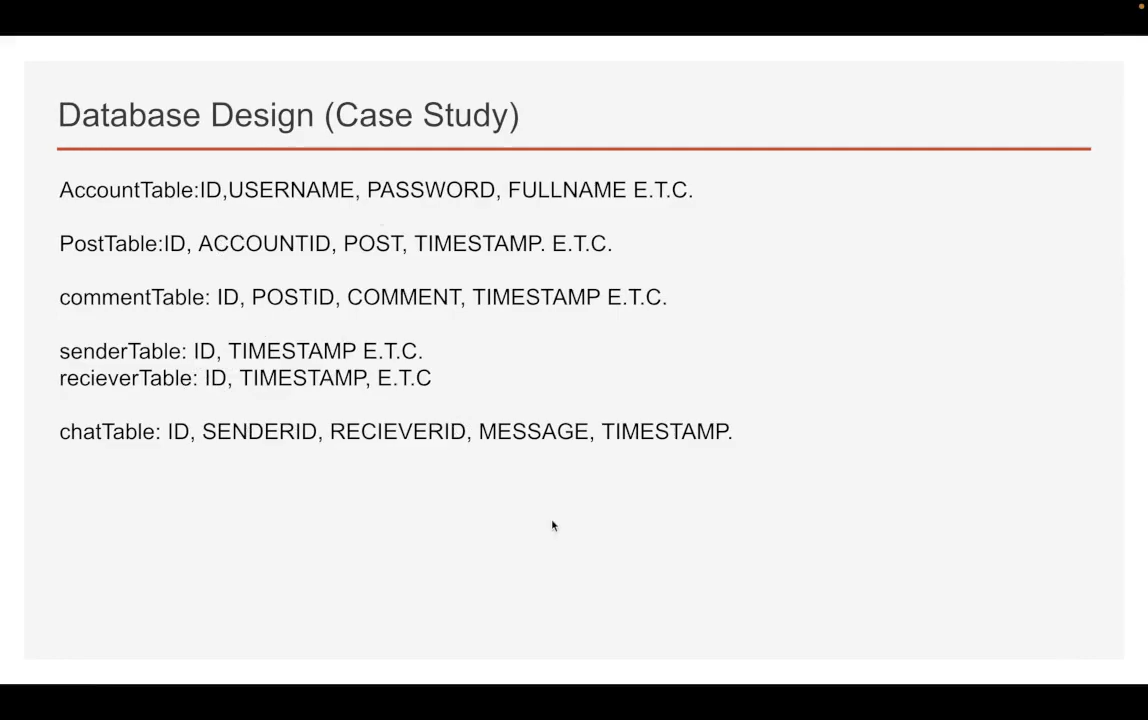 Database Design (Case Study)
AccountTable:ID,USERNAME, PASSWORD, FULLNAME E.T.C.
PostTable:ID, ACCOUNTID, POST, TIMESTAMP. E.T.C.
commentTable: ID, POSTID, COMMENT, TIMESTAMP E.T.C.
senderTable: ID, TIMESTAMP E.T.C.
recieverTable: ID, TIMESTAMP, E.T.C
chatTable: ID, SENDERID, RECIEVERID, MESSAGE, TIMESTAMP.